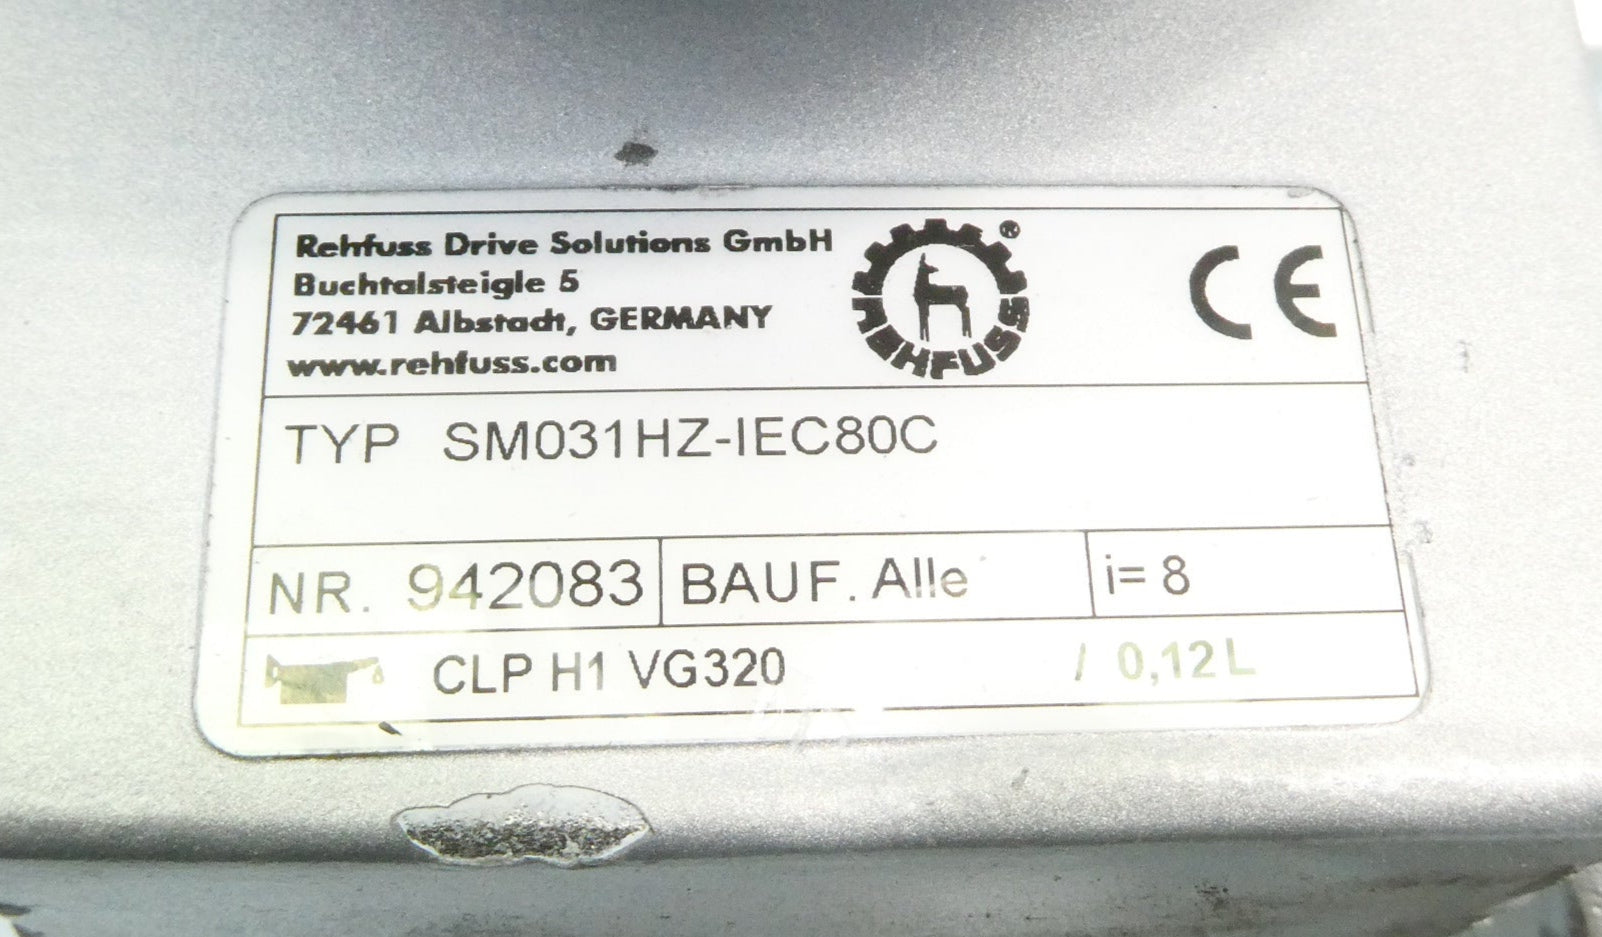 Rehfuss Drive Solutions GmbH
Buchtalsteigle 5
72461 Albstadt, GERMANY
www.rehfuss.com
®
REHFUSS
CE
TYP SM031HZ-IEC80C
NR. 942083
BAUF. Alle
i= 8
CLP H1 VG320 / 0,12 L